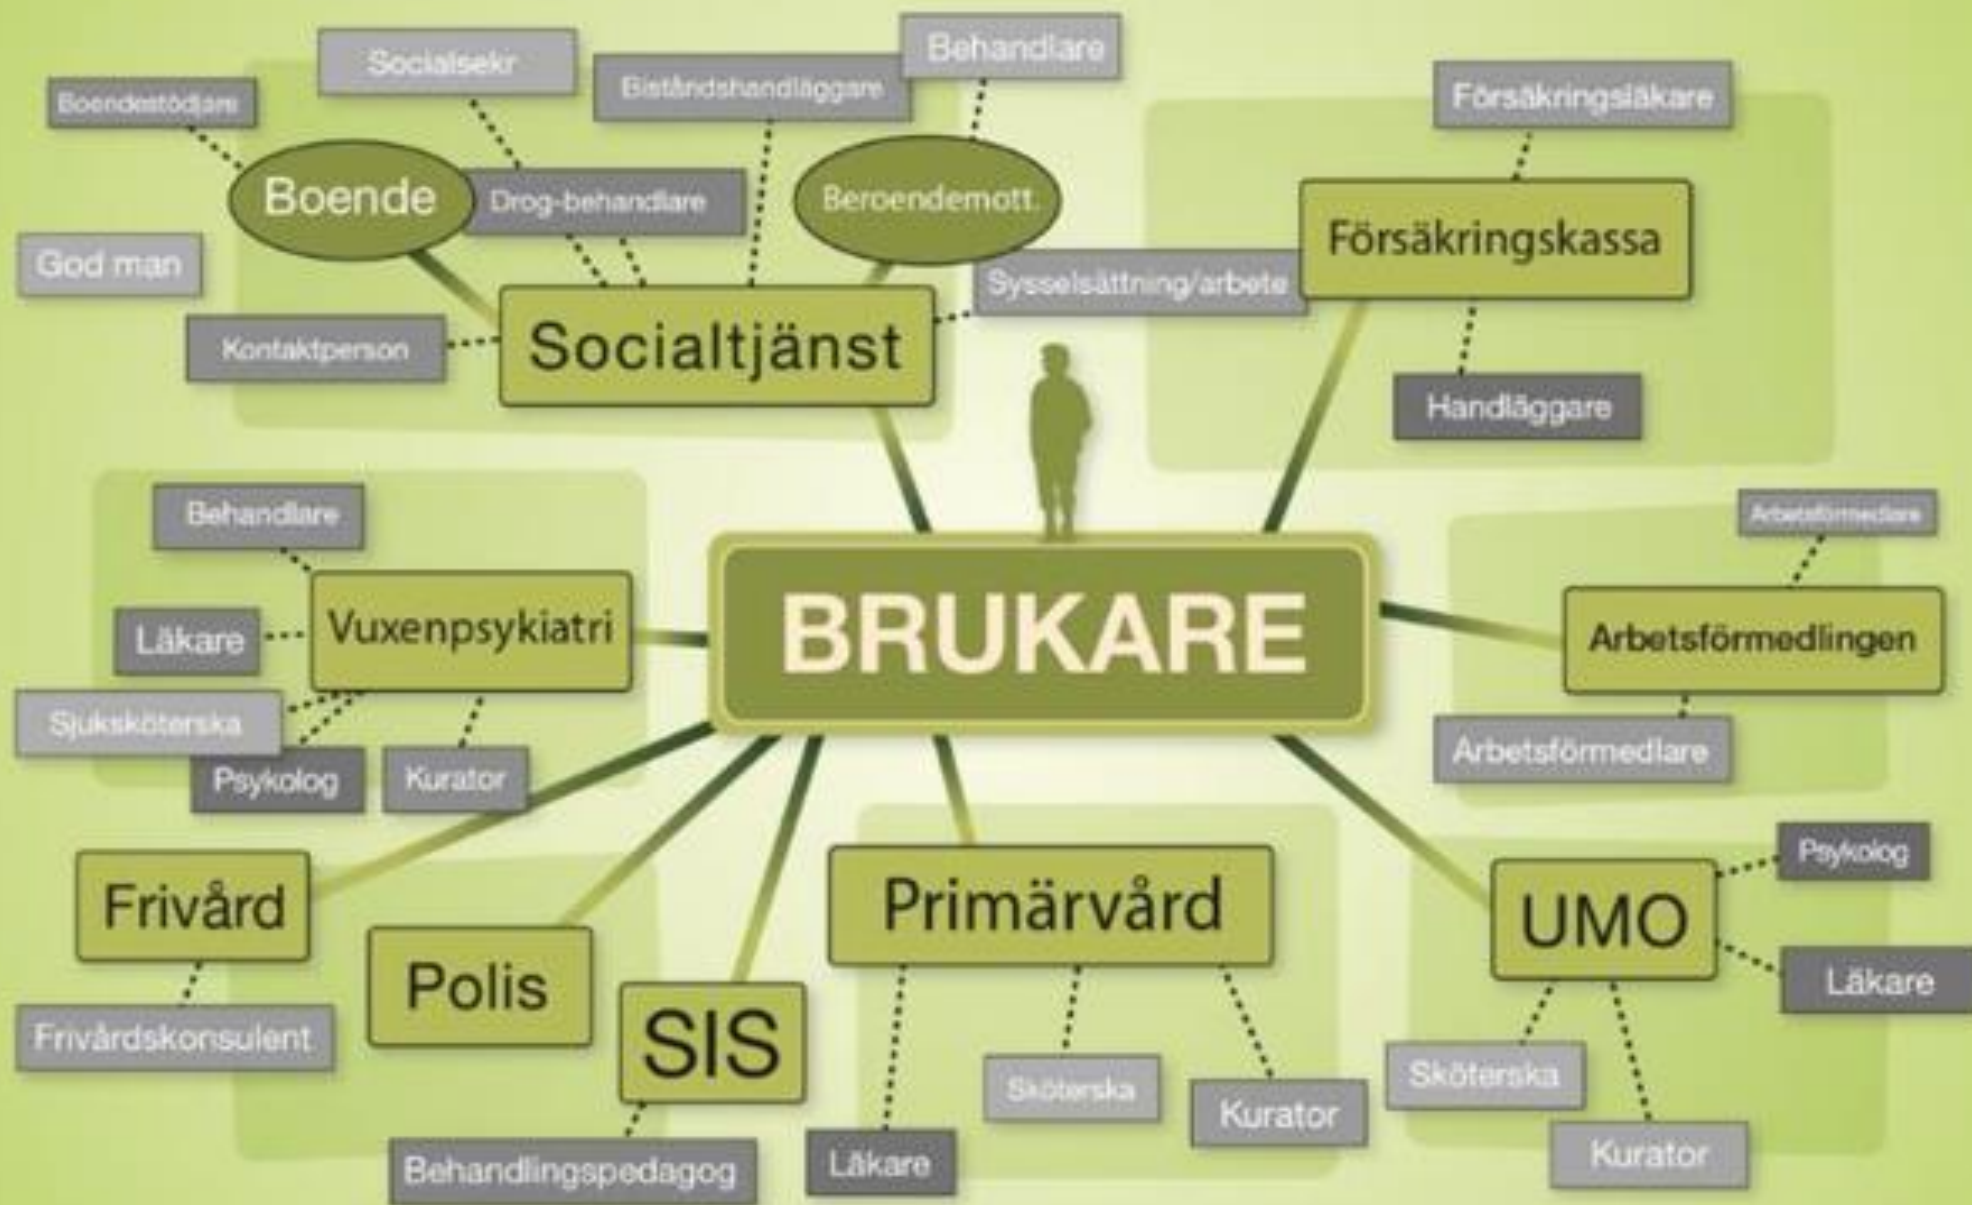 Socialsekr
Behandlare
Boendestödjare
Biståndshandläggare
Försäkringsläkare
Boende
Drog-behandlare
Beroendemott.
Försäkringskassa
God man
Sysselsättning/arbete
Kontaktperson
Socialtjänst
Handläggare
Behandlare
Arbetsförmedlare
Läkare
Vuxenpsykiatri
BRUKARE
Arbetsförmedlingen
Sjuksköterska
Psykolog
Kurator
Arbetsförmedlare
Frivård
Polis
SIS
Primärvård
UMO
Psykolog
Läkare
Frivårdskonsulent
Sköterska
Kurator
Sköterska
Kurator
Behandlingspedagog
Läkare